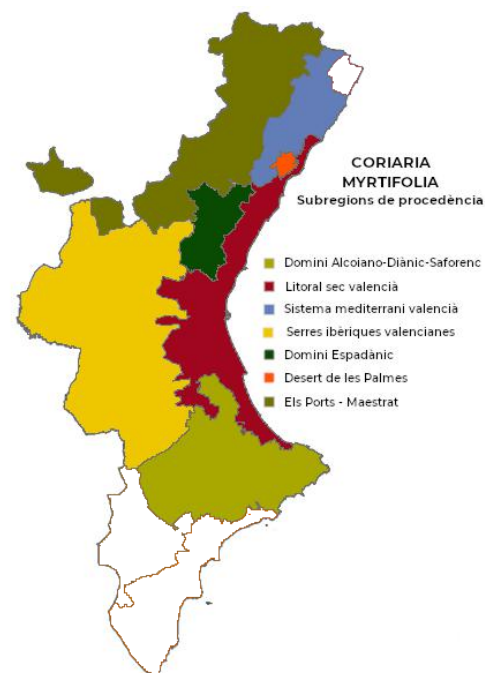 CORIARIA
MYRTIFOLIA
Subregions de procedència
Domini Alcoiano-Diànic-Saforenc
Litoral sec valencià
Sistema mediterrani valencià
Serres ibèriques valencianes
Domini Espadànic
Desert de les Palmes
Els Ports - Maestrat